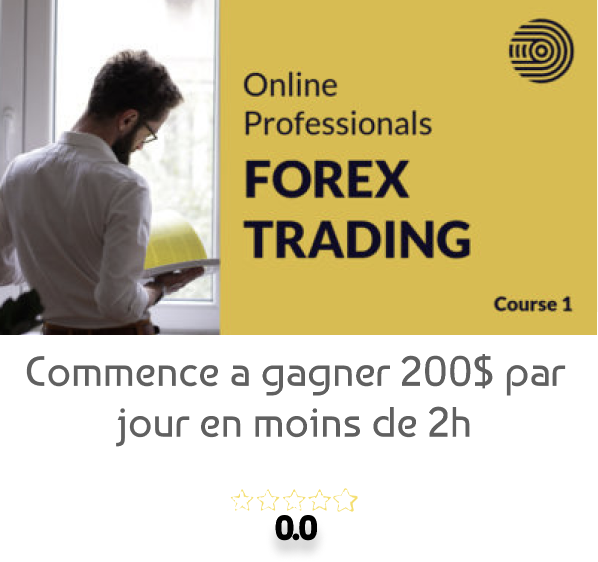 Online
Professionals
FOREX
TRADING
Course 1
Commence a gagner 200$ par
jour en moins de 2h
0.0